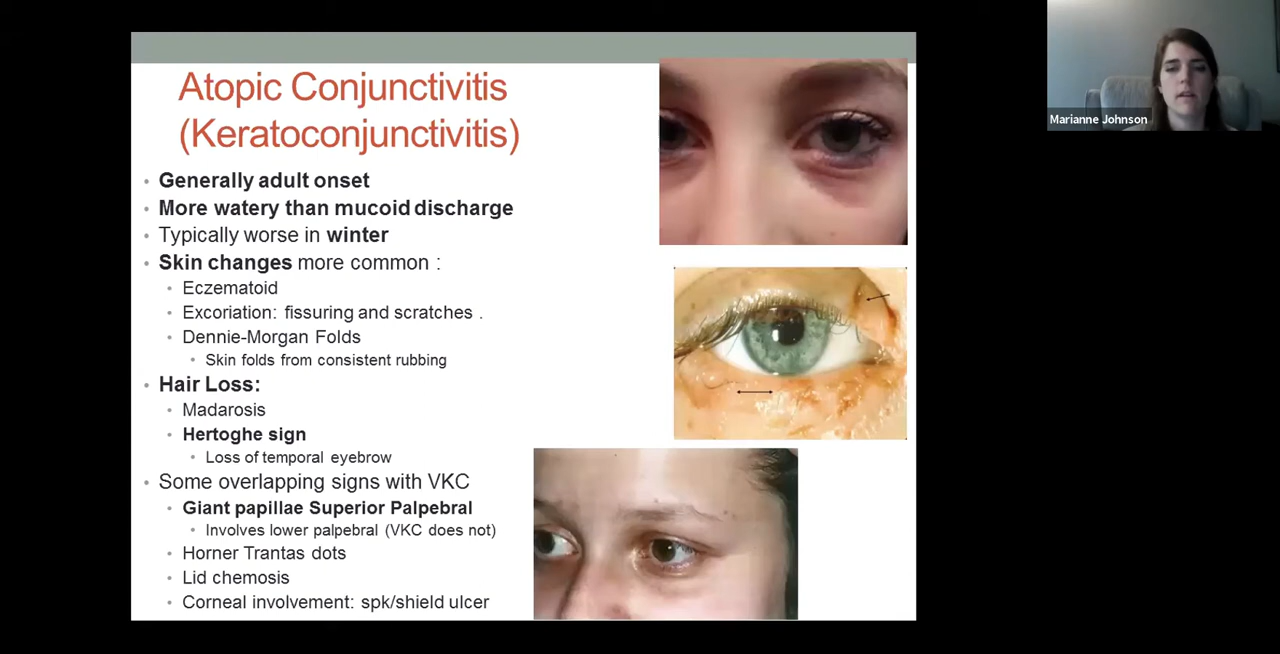 Atopic Conjunctivitis
(Keratoconjunctivitis)
• Generally adult onset
• More watery than mucoid discharge
• Typically worse in winter
• Skin changes more common :
• Eczematoid
• Excoriation: fissuring and scratches .
• Dennie-Morgan Folds
• Skin folds from consistent rubbing
• Hair Loss:
• Madarosis
• Hertoghe sign
• Loss of temporal eyebrow
• Some overlapping signs with VKC
• Giant papillae Superior Palpebral
• Involves lower palpebral (VKC does not)
• Horner Trantas dots
• Lid chemosis
• Corneal involvement: spk/shield ulcer
Marianne Johnson